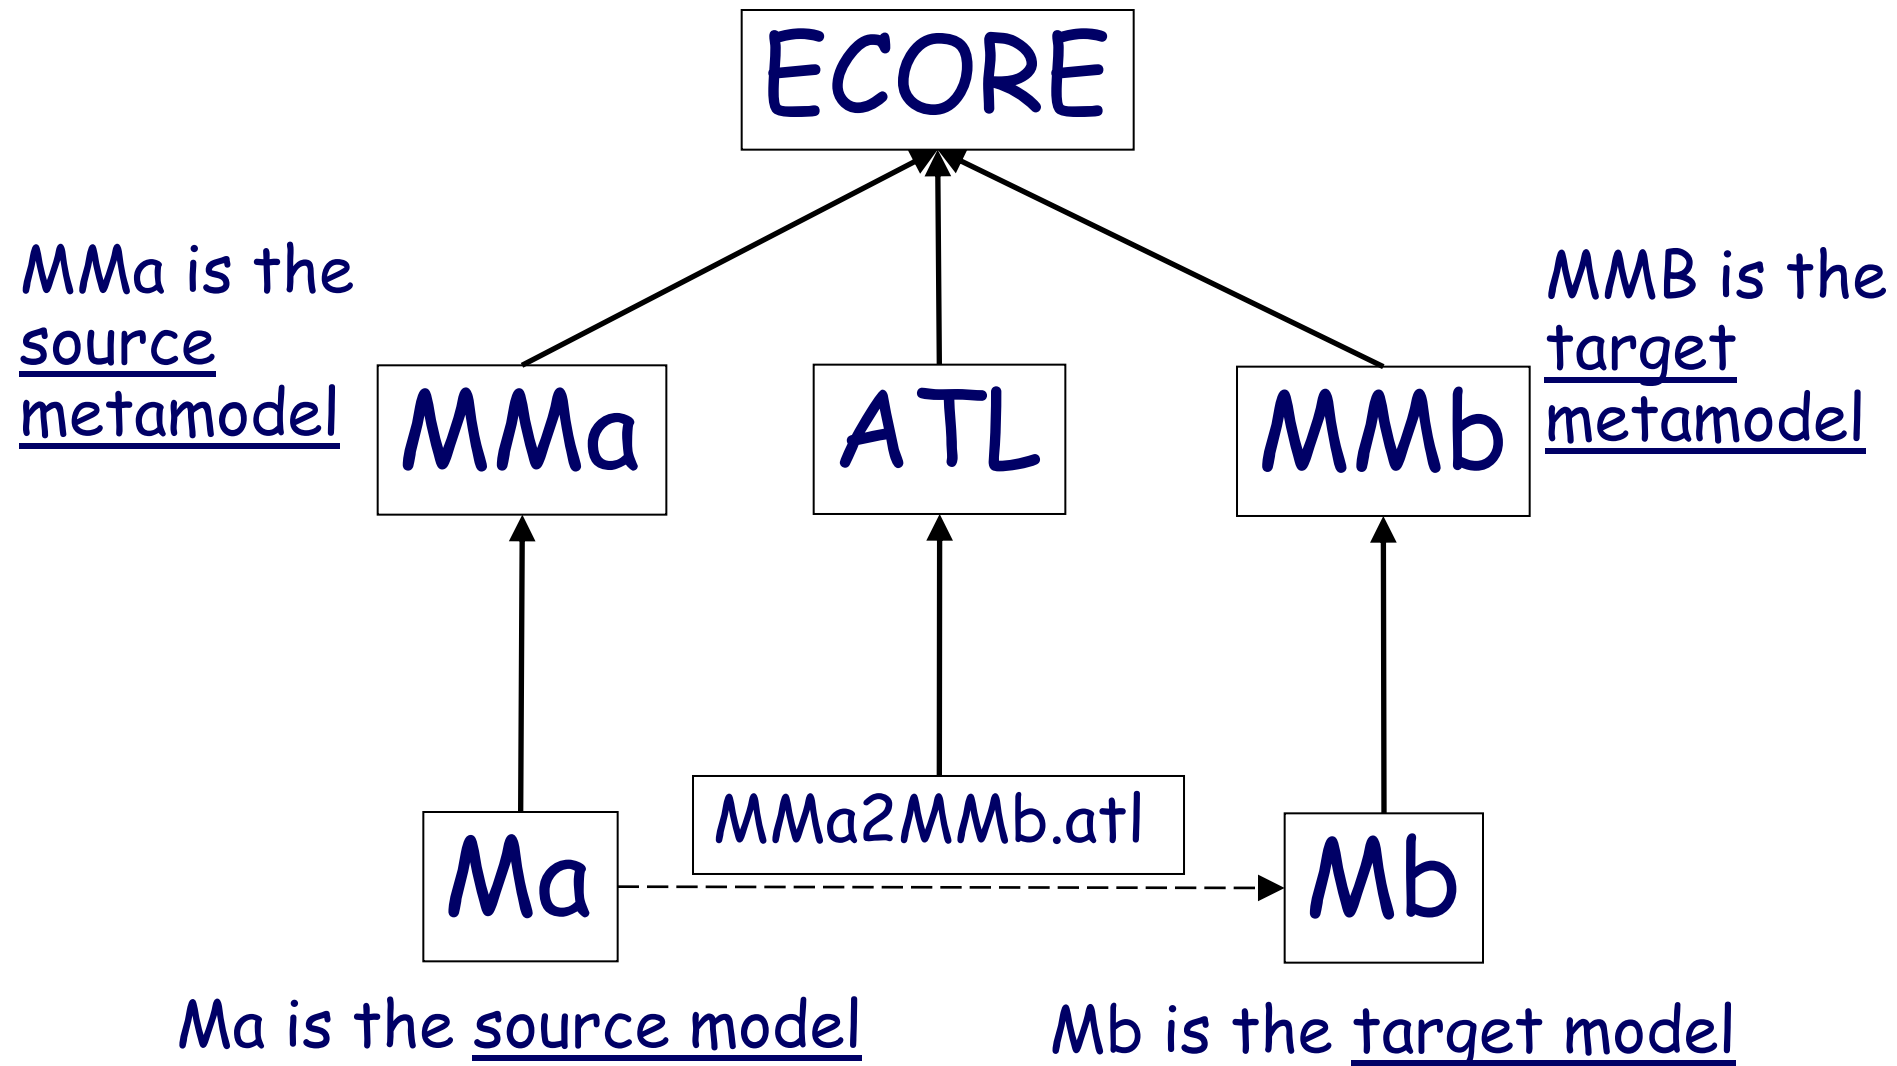 ECORE
MMa is the
source
metamodel
MMB is the
target
metamodel
MMa
ATL
MMb
MMa2MMb.atl
Ma
Mb
Ma is the source model
Mb is the target model